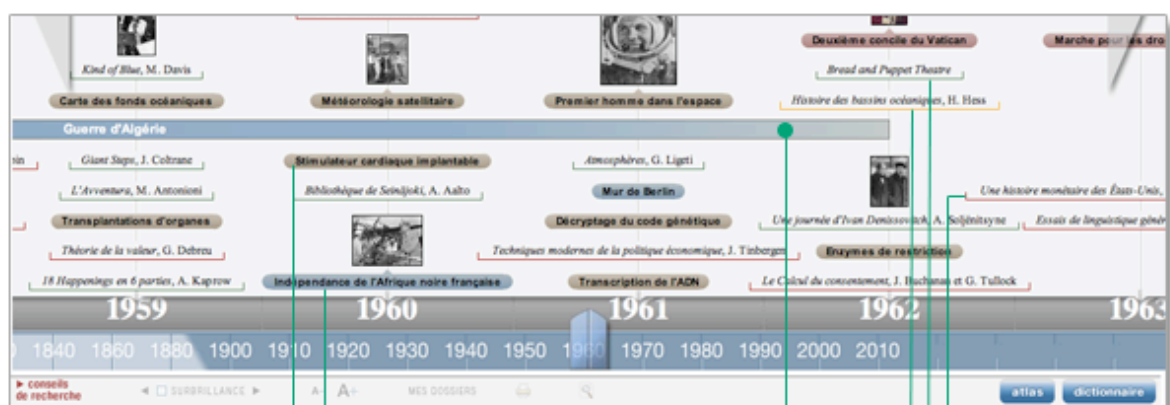 Deuxième concile du Vatican
Marche pour les dro
Kind of Blue, M. Davis
Bread and Puppet Theatre
Carte des fonds océaniques
Météorologie satellitaire
Premier homme dans l'espace
Histoire des bassins océaniques, H. Hess
Guerre d'Algérie
Giant Steps, J. Coltrane
Stimulateur cardiaque implantable
Atmosphères, G. Ligeti
L'Avventura, M. Antonioni
Bibliothèque de Seinäjoki, A. Aalto
Mur de Berlin
Une histoire monétaire des États-Unis,
Transplantations d'organes
Décryptage du code génétique
Une journée d'Ivan Denissovitch, A. Soljénitsyne
Essais de linguistique génér
Théorie de la valeur, G. Debreu
Techniques modernes de la politique économique, J. Tinbergen
Enzymes de restriction
18 Happenings en 6 parties, A. Kaprow
Indépendance de l'Afrique noire française
Transcription de l'ADN
Le Calcul du consentement, J. Buchanan et G. Tullock
1959 1960 1961 1962 1963
1840 1860 1880 1900 1910 1920 1930 1940 1950 1960 1970 1980 1990 2000 2010
conseils
de recherche
SURBRILLANCE
A-
A+
MES DOSSIERS
atlas
dictionnaire